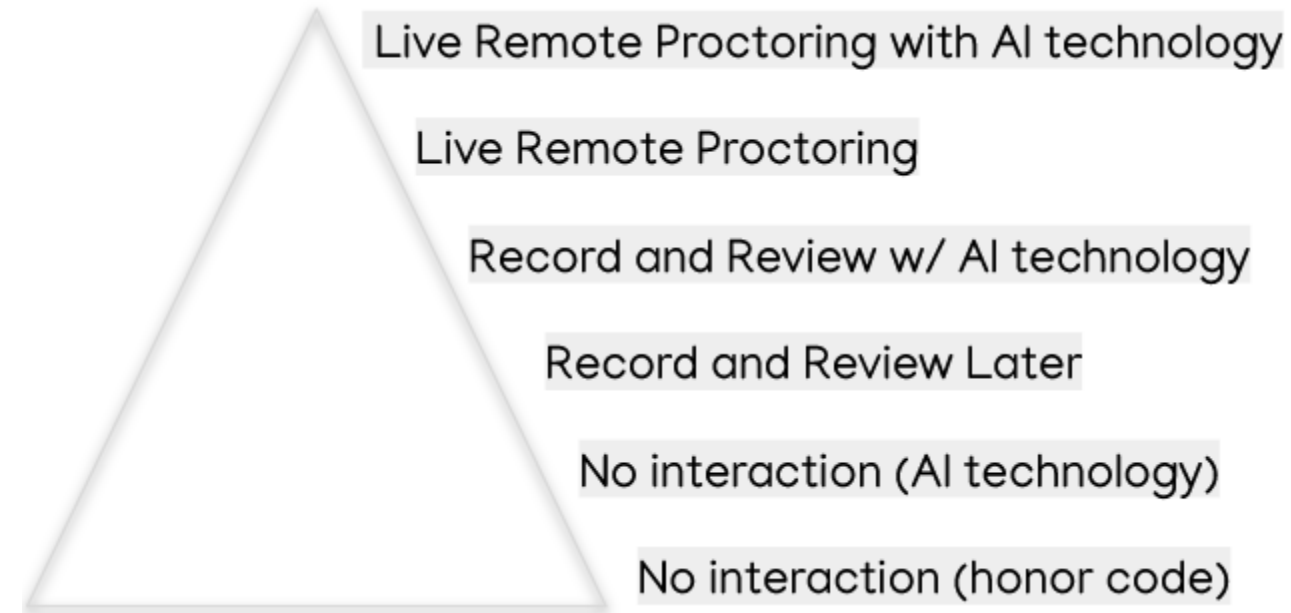 Live Remote Proctoring with AI technology
Live Remote Proctoring
Record and Review w/ AI technology
Record and Review Later
No interaction (AI technology)
No interaction (honor code)